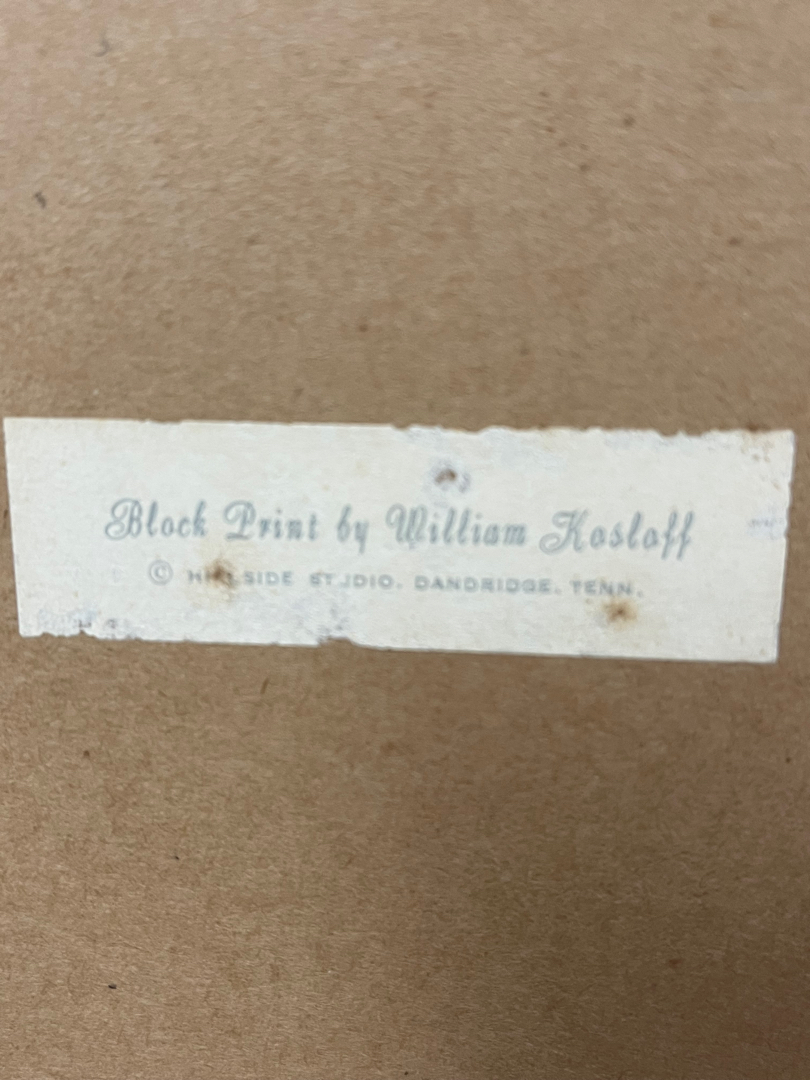 Block Print by William Kosloff
© HILLSIDE STUDIO. DANDRIDGE. TENN.